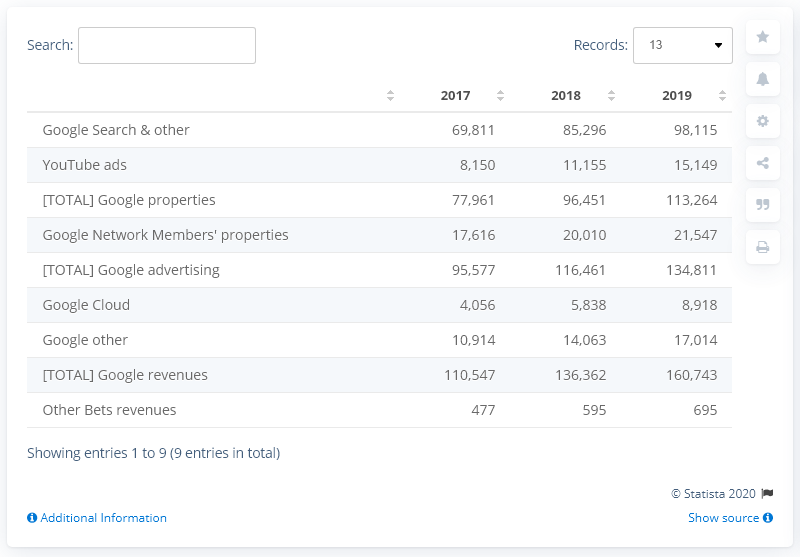 Search:
Records: 13
2017 2018 2019
Google Search & other 69,811 85,296 98,115
YouTube ads 8,150 11,155 15,149
[TOTAL] Google properties 77,961 96,451 113,264
Google Network Members' properties 17,616 20,010 21,547
[TOTAL] Google advertising 95,577 116,461 134,811
Google Cloud 4,056 5,838 8,918
Google other 10,914 14,063 17,014
[TOTAL] Google revenues 110,547 136,362 160,743
Other Bets revenues 477 595 695
Showing entries 1 to 9 (9 entries in total)
© Statista 2020
Additional Information
Show source